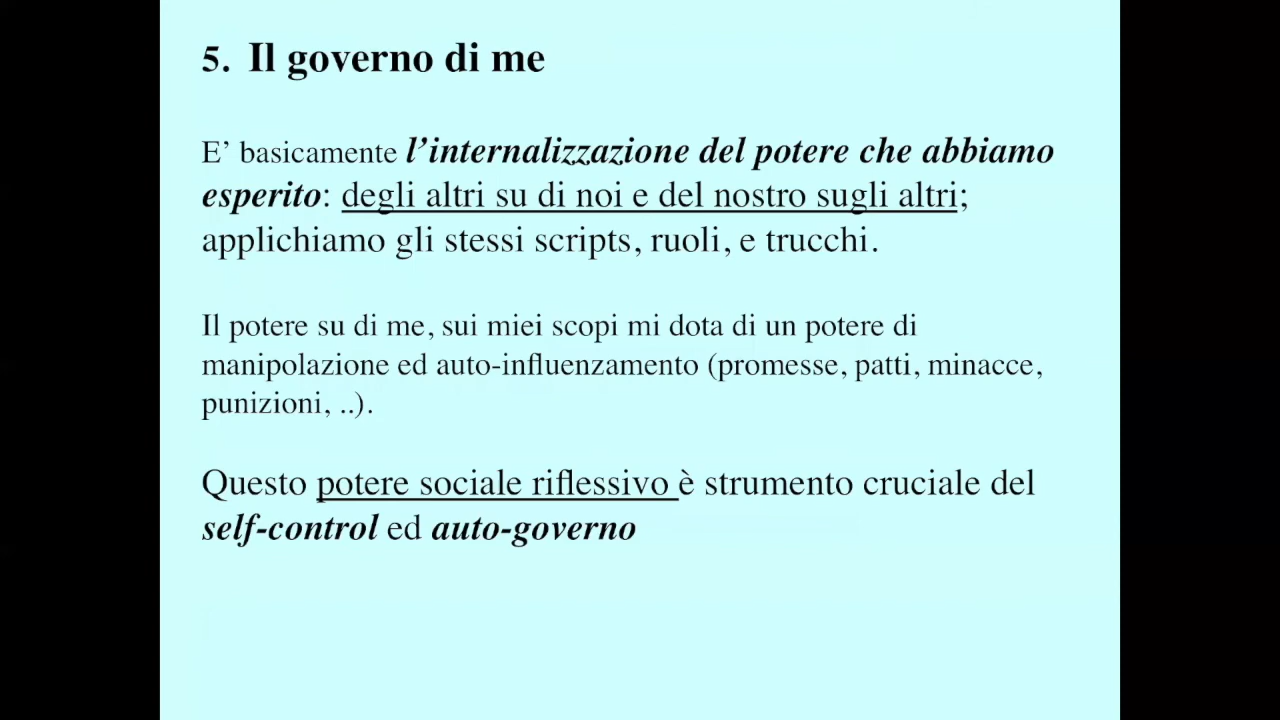 5. Il governo di me
E’ basicamente l’internalizzazione del potere che abbiamo
esperito: degli altri su di noi e del nostro sugli altri;
applichiamo gli stessi scripts, ruoli, e trucchi.
Il potere su di me, sui miei scopi mi dota di un potere di
manipolazione ed auto-influenzamento (promesse, patti, minacce,
punizioni, ..).
Questo potere sociale riflessivo è strumento cruciale del
self-control ed auto-governo